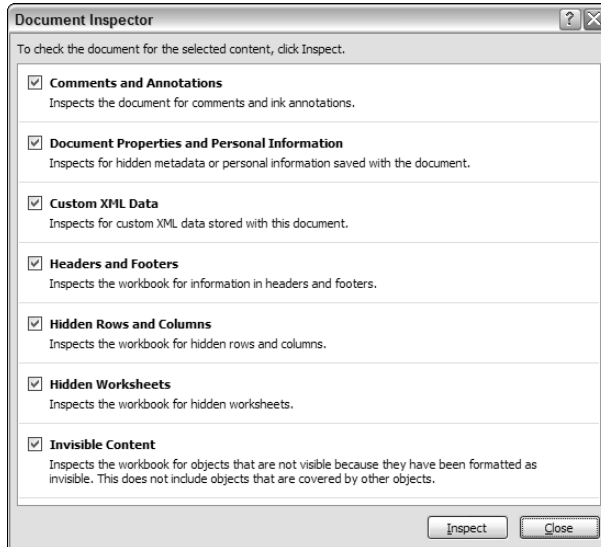 Document Inspector
To check the document for the selected content, click Inspect.
Comments and Annotations
Inspects the document for comments and ink annotations.
Document Properties and Personal Information
Inspects for hidden metadata or personal information saved with the document.
Custom XML Data
Inspects for custom XML data stored with this document.
Headers and Footers
Inspects the workbook for information in headers and footers.
Hidden Rows and Columns
Inspects the workbook for hidden rows and columns.
Hidden Worksheets
Inspects the workbook for hidden worksheets.
Invisible Content
Inspects the workbook for objects that are not visible because they have been formatted as
invisible. This does not include objects that are covered by other objects.
Inspect Close